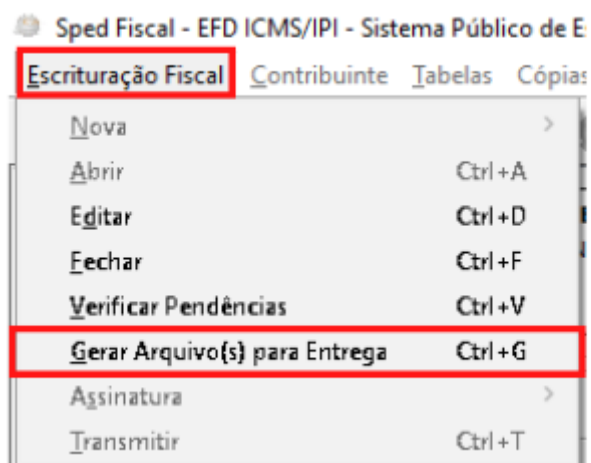 Sped Fiscal - EFD ICMS/IPI - Sistema Público de E
Escrituração Fiscal Contribuinte Tabelas Cópias
Nova >
Abrir Ctrl+A
Editar Ctrl+D
Fechar Ctrl+F
Verificar Pendências Ctrl+V
Gerar Arquivo(s) para Entrega Ctrl+G
Assinatura >
Transmitir Ctrl+T